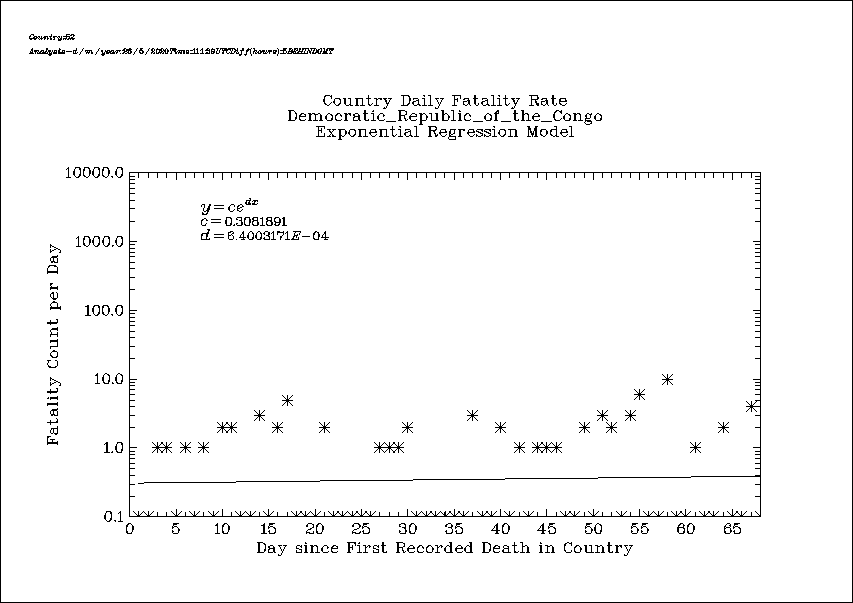 Country:52
Country Daily Fatality Rate
Democratic_Republic_of_the_Congo
Exponential Regression Model
y=ce^dx
c=0.3081891
d=6.4003171E-04
10000.0
1000.0
100.0
10.0
1.0
0.1
Fatality Count per Day
0 5 10 15 20 25 30 35 40 45 50 55 60 65
Day since First Recorded Death in Country